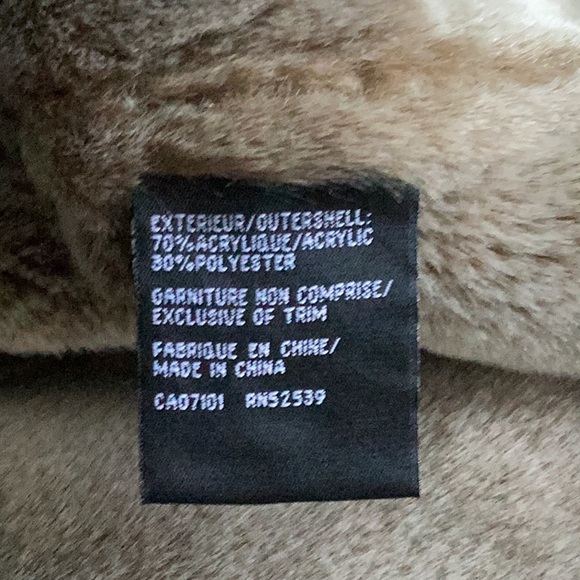 EXTERIEUR/OUTERSHELL:
70%ACRYLIQUE/ACRYLIC
30%POLYESTER
GARNITURE NON COMPRISE/
EXCLUSIVE OF TRIM
FABRIQUE EN CHINE/
MADE IN CHINA
CA07101 RN52539